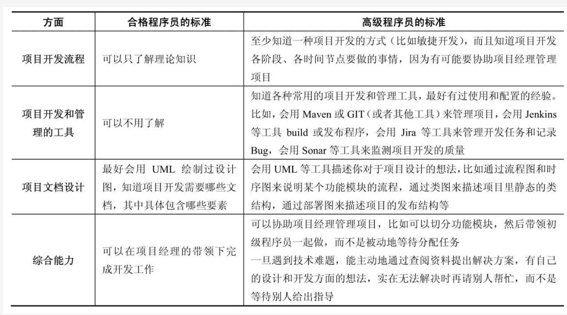 方面 合格程序员的标准 高级程序员的标准
项目开发流程
可以只了解理论知识
至少知道一种项目开发的方式（比如敏捷开发），而且知道项目开发
各阶段、各时间节点要做的事情，因为有可能要协助项目经理管理
项目
项目开发和管
理的工具
可以不用了解
知道各种常用的项目开发和管理工具，最好有过使用和配置的经验。
比如，会用 Maven 或 GIT（或者其他工具）来管理项目，会用 Jenkins
等工具 build 或发布程序，会用 Jira 等工具来管理开发任务和记录
Bug，会用 Sonar 等工具来监测项目开发的质量
项目文档设计
最好会用 UML 绘制过设计
图，知道项目开发需要哪些文
档，其中具体包含哪些要素
会用 UML 等工具描述你对于项目设计的想法，比如通过流程图和时
序图来说明某个功能模块的流程，通过类图来描述项目里静态的类
结构，通过部署图来描述项目的发布结构等
综合能力
可以在项目经理的带领下完
成开发工作
可以协助项目经理管理项目，比如可以切分功能模块，然后带领初
级程序员一起做，而不是被动地等待分配任务
一旦遇到技术难题，能主动地通过查阅资料提出解决方案，有自己
的设计和开发方面的想法，实在无法解决时再请别人帮忙，而不是
等待别人给出指导